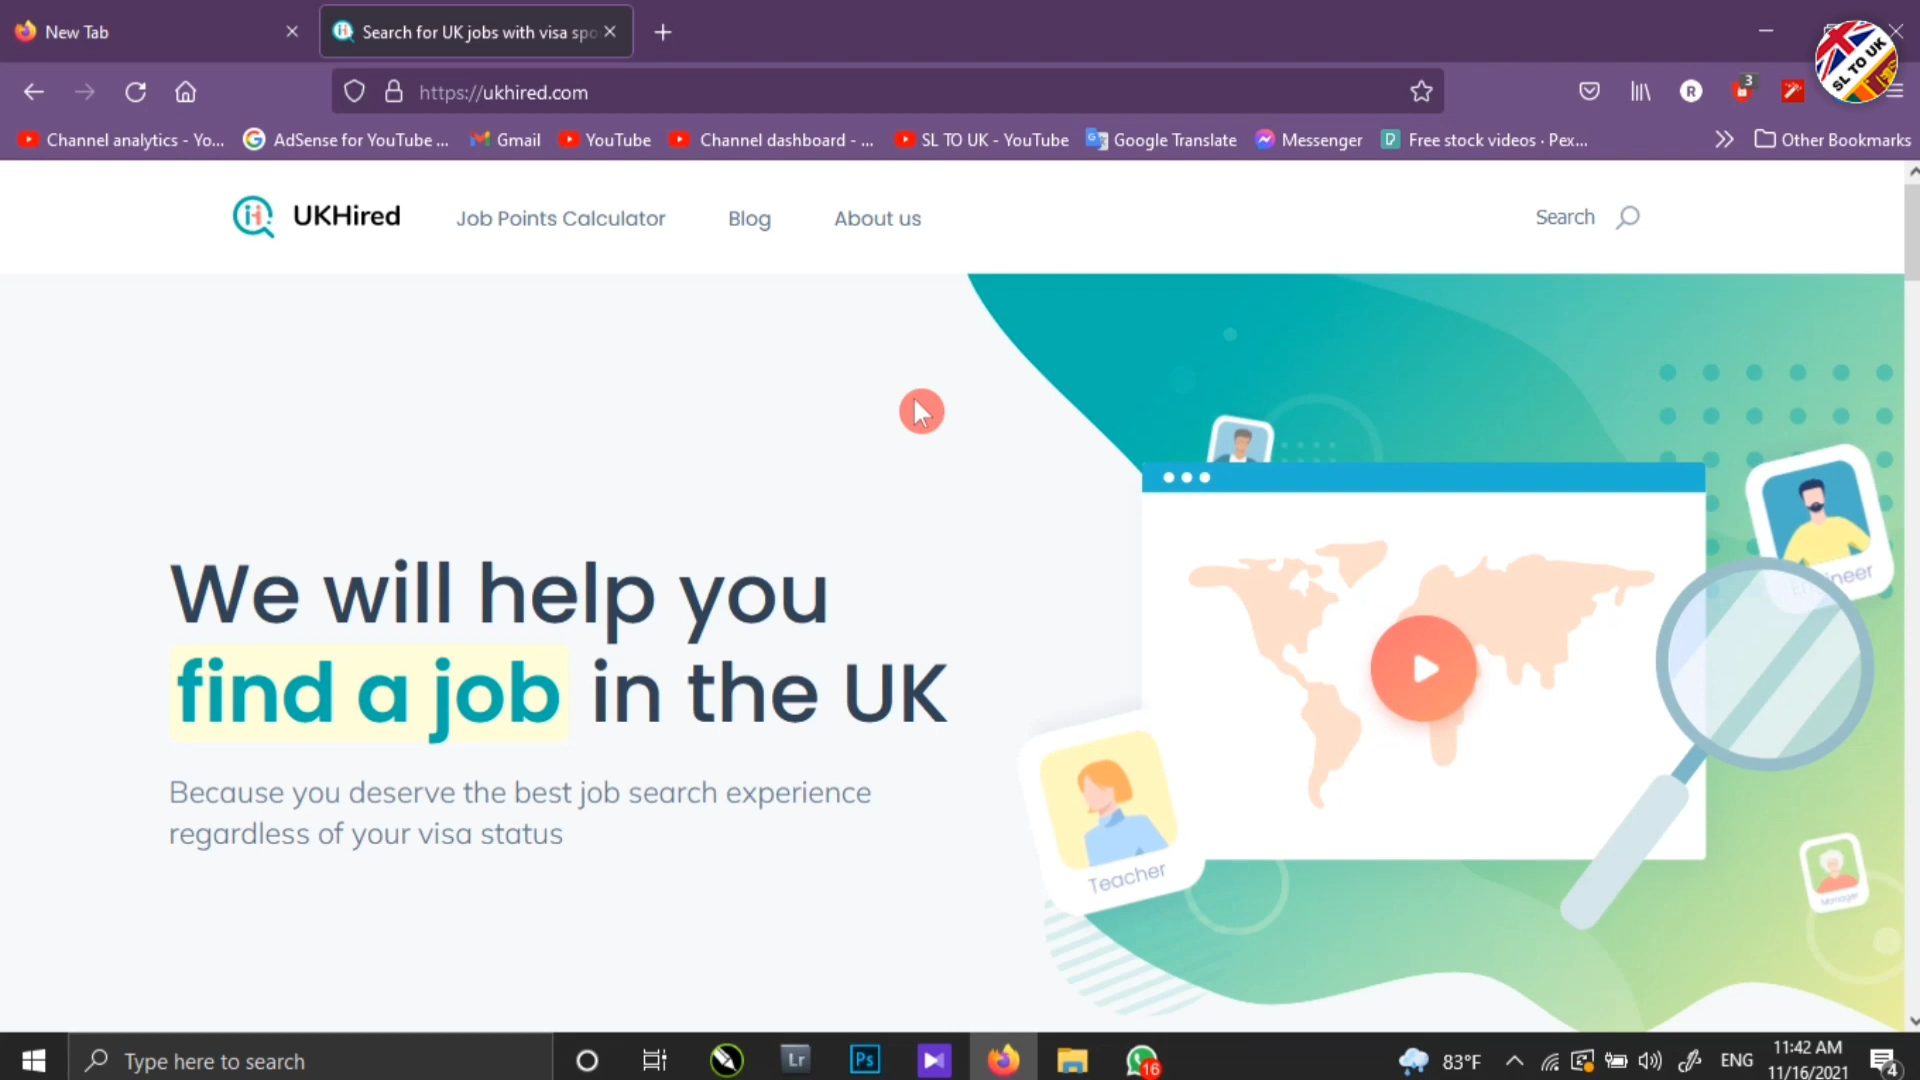 New Tab
Search for UK jobs with visa spo
SL TO UK
https://ukhired.com
R
3
Channel analytics - Yo...
AdSense for YouTube ...
Gmail
YouTube
Channel dashboard - ...
SL TO UK - YouTube
Google Translate
Messenger
Free stock videos · Pex...
Other Bookmarks
UKHired
Job Points Calculator
Blog
About us
Search
We will help you
find a job in the UK
Because you deserve the best job search experience
regardless of your visa status
Engineer
Teacher
Manager
Type here to search
Lr
Ps
16
83°F
ENG
11:42 AM
11/16/2021
4